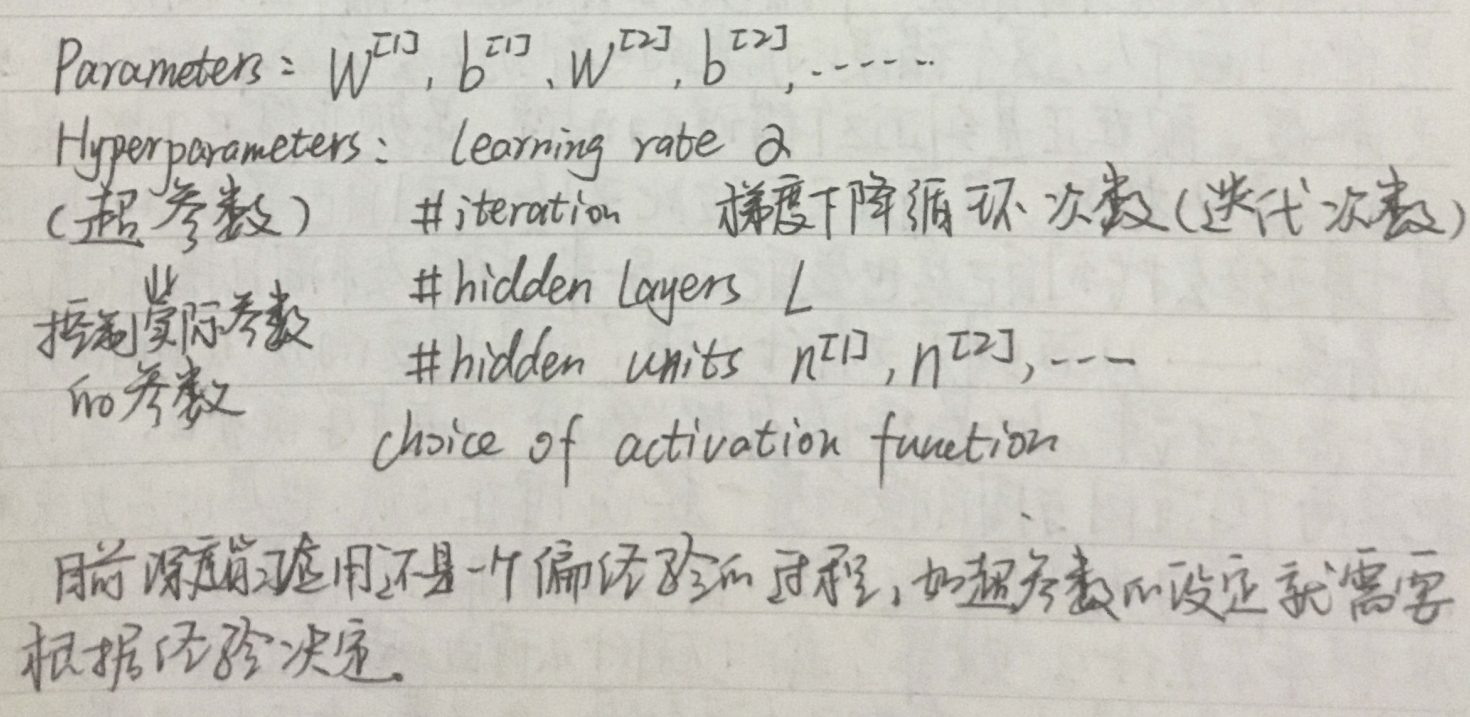 Parameters: W^[1], b^[1], W^[2], b^[2], ......
Hyperparameters: learning rate α
(超参数) #iteration 梯度下降循环次数(迭代次数)
#hidden layers L
控制实际参数
#hidden units n^[1], n^[2], ...
的参数
choice of activation function
目前深度学习应用还是一个偏经验的过程,如超参数的设定就需要
根据经验决定。